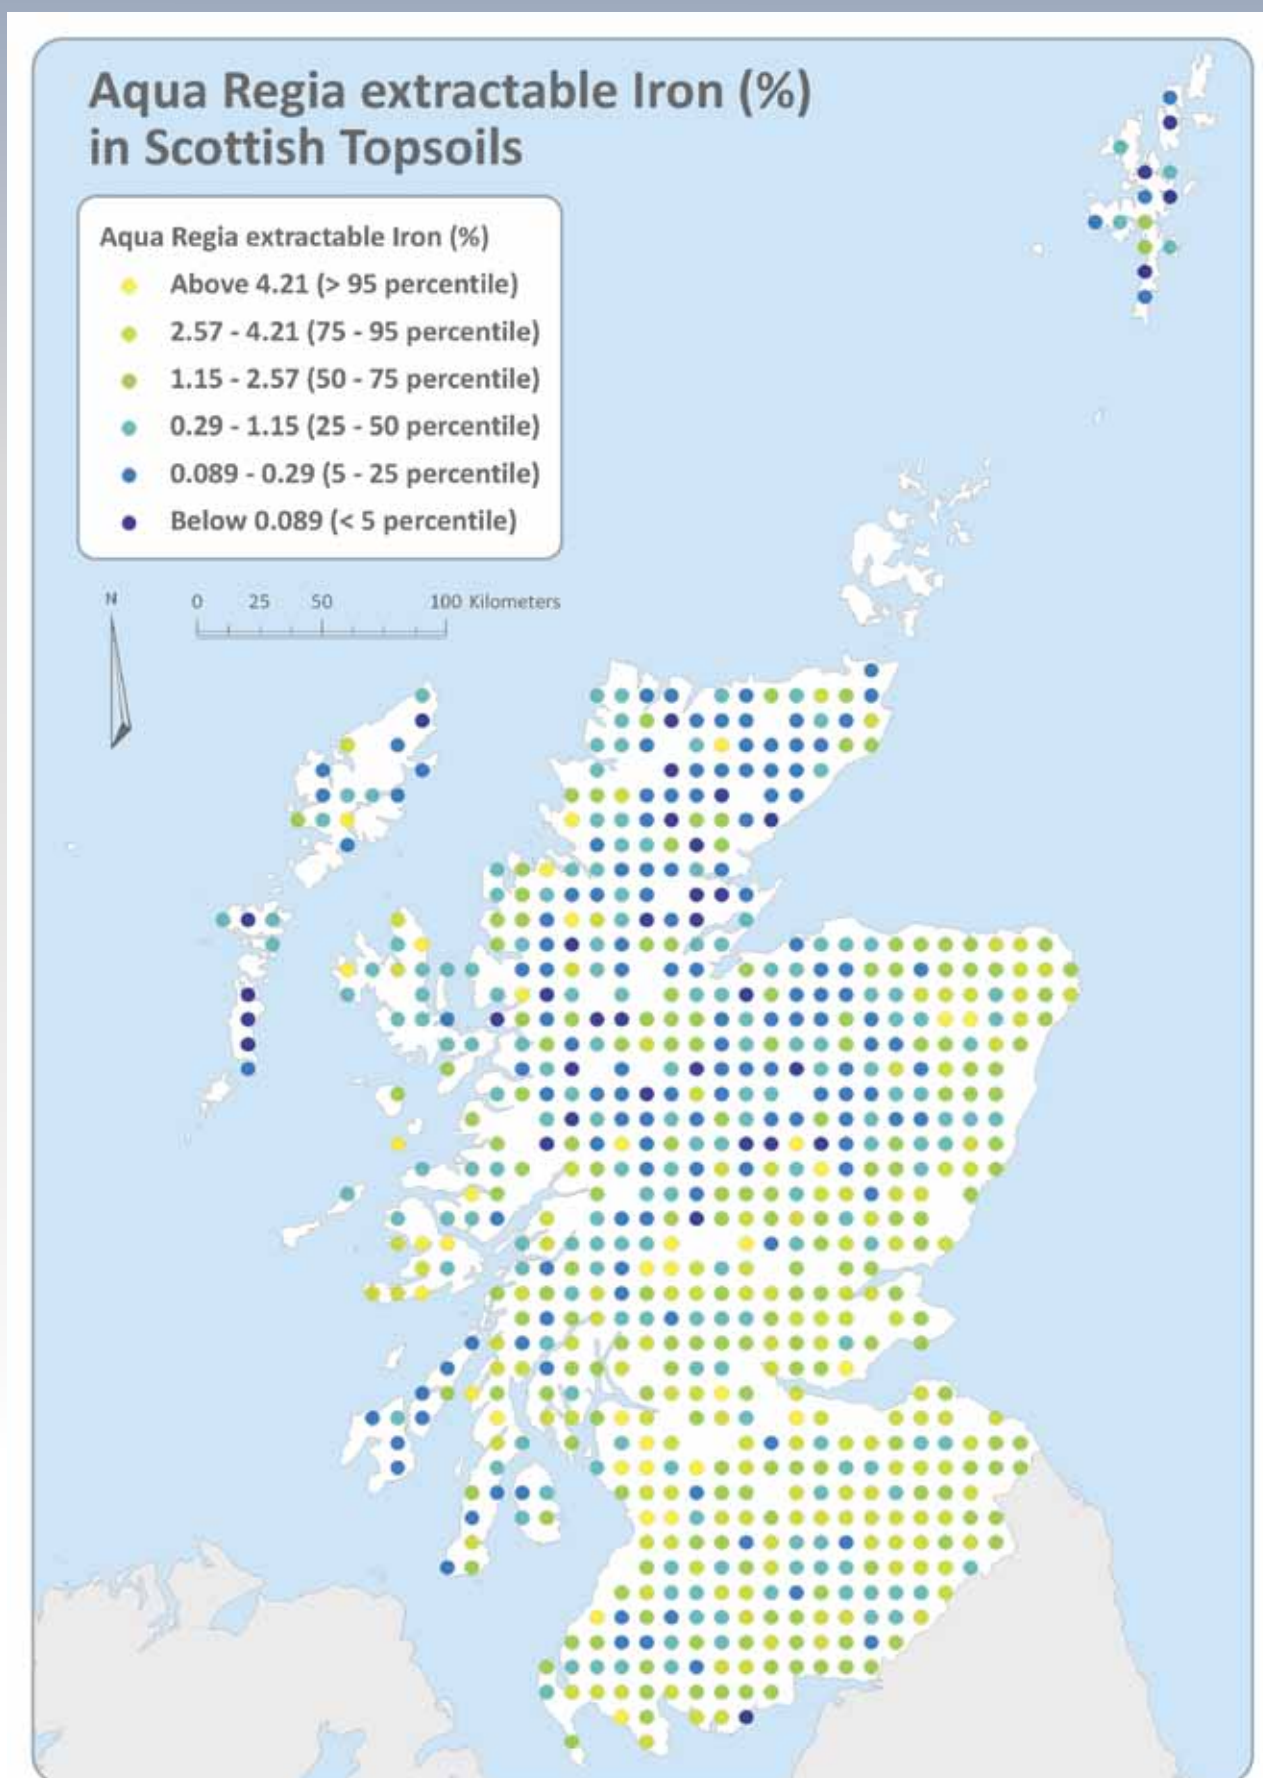 Aqua Regia extractable Iron (%)
in Scottish Topsoils
Aqua Regia extractable Iron (%)
Above 4.21 (> 95 percentile)
2.57 - 4.21 (75 - 95 percentile)
1.15 - 2.57 (50 - 75 percentile)
0.29 - 1.15 (25 - 50 percentile)
0.089 - 0.29 (5 - 25 percentile)
Below 0.089 (< 5 percentile)
N
0 25 50 100 Kilometers